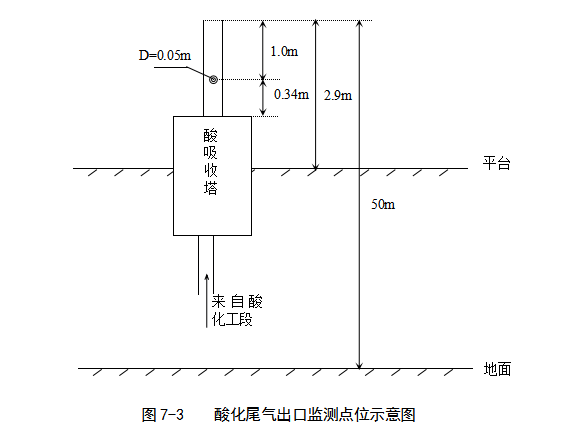 1.0m
D=0.05m
0.34m
2.9m
酸
吸
收
塔
平台
50m
来自酸
化工段
地面
图 7-3 酸化尾气出口监测点位示意图